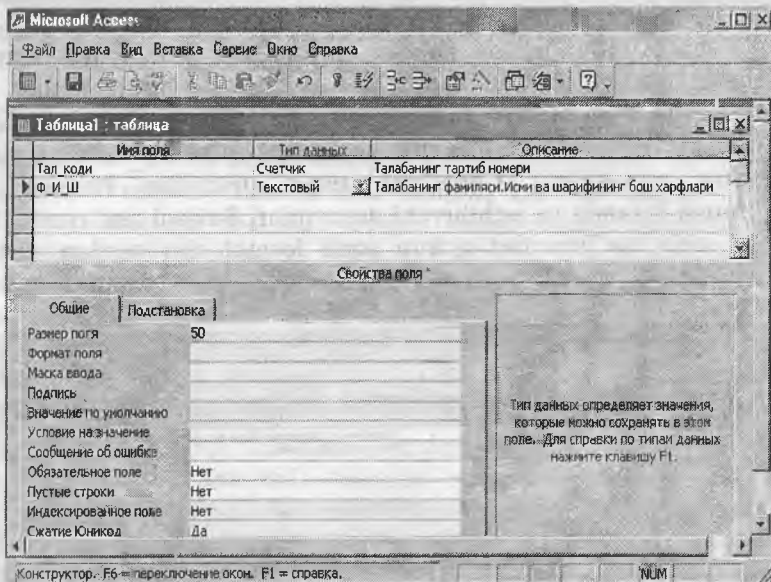 Microsoft Access
Файл Правка Вид Вставка Сервис Окно Справка
Таблица1 : таблица
Имя поля Тип данных Описание
Тал_коди Счетчик Талабанинг тартиб номери
Ф_И_Ш Текстовый Талабанинг фамиляси.Исми ва шарифининг бош харфлари
Свойства поля
Общие Подстановка
Размер поля 50
Формат поля
Маска ввода
Подпись
Значение по умолчанию
Условие на значение
Сообщение об ошибке
Обязательное поле Нет
Пустые строки Нет
Индексированное поле Нет
Сжатие Юникод Да
Тип данных определяет значения,
которые можно сохранять в этом
поле. Для справки по типам данных
нажмите клавишу F1.
Конструктор. F6 = переключение окон. F1 = справка. NUM